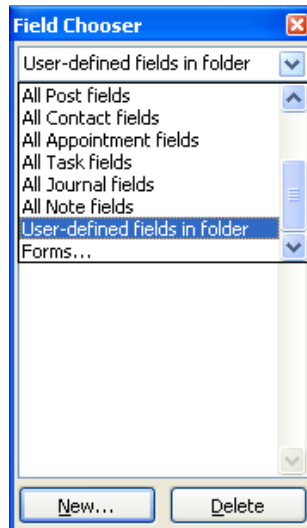 Field Chooser
User-defined fields in folder
All Post fields
All Contact fields
All Appointment fields
All Task fields
All Journal fields
All Note fields
User-defined fields in folder
Forms...
New...
Delete